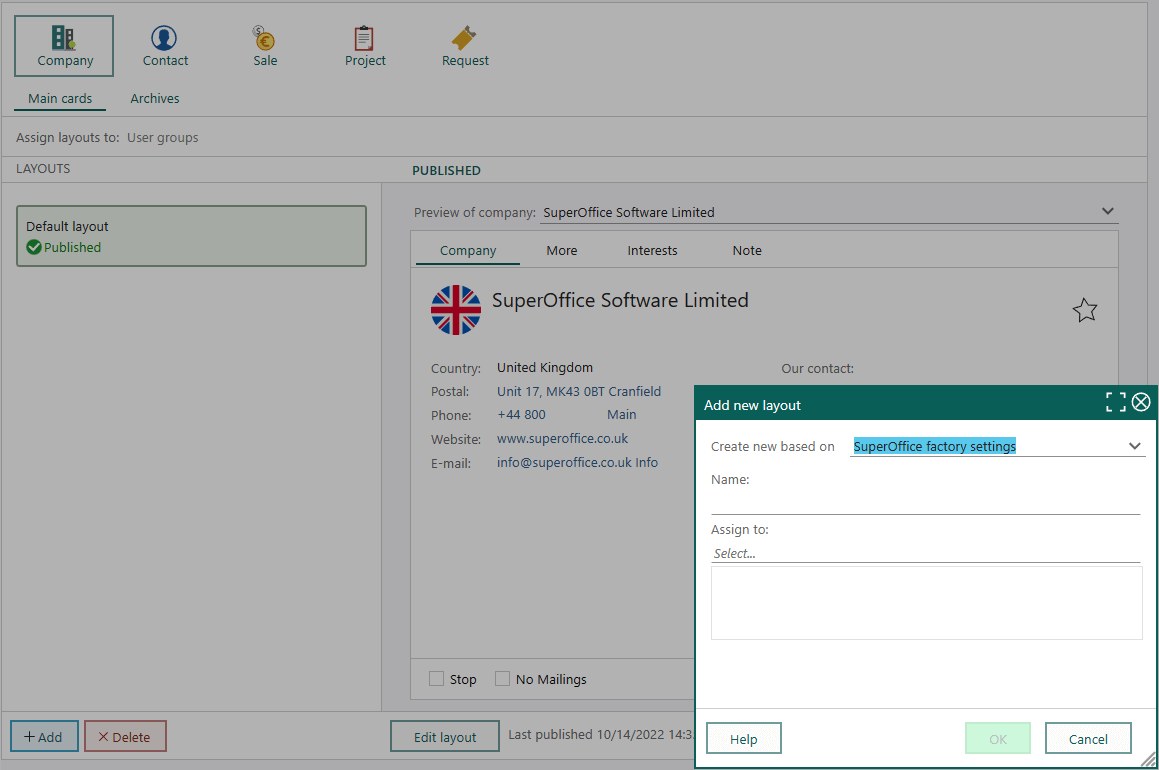 Company Contact Sale Project Request
Main cards Archives
Assign layouts to: User groups
LAYOUTS
Default layout
Published
+ Add
Delete
PUBLISHED
Preview of company: SuperOffice Software Limited
Company More Interests Note
SuperOffice Software Limited
Country: United Kingdom
Our contact:
Postal: Unit 17, MK43 0BT Cranfield
Phone: +44 800 Main
Website: www.superoffice.co.uk
E-mail: info@superoffice.co.uk Info
Stop No Mailings
Edit layout
Last published 10/14/2022 14:3
Add new layout
Create new based on SuperOffice factory settings
Name:
Assign to:
Select...
Help OK Cancel